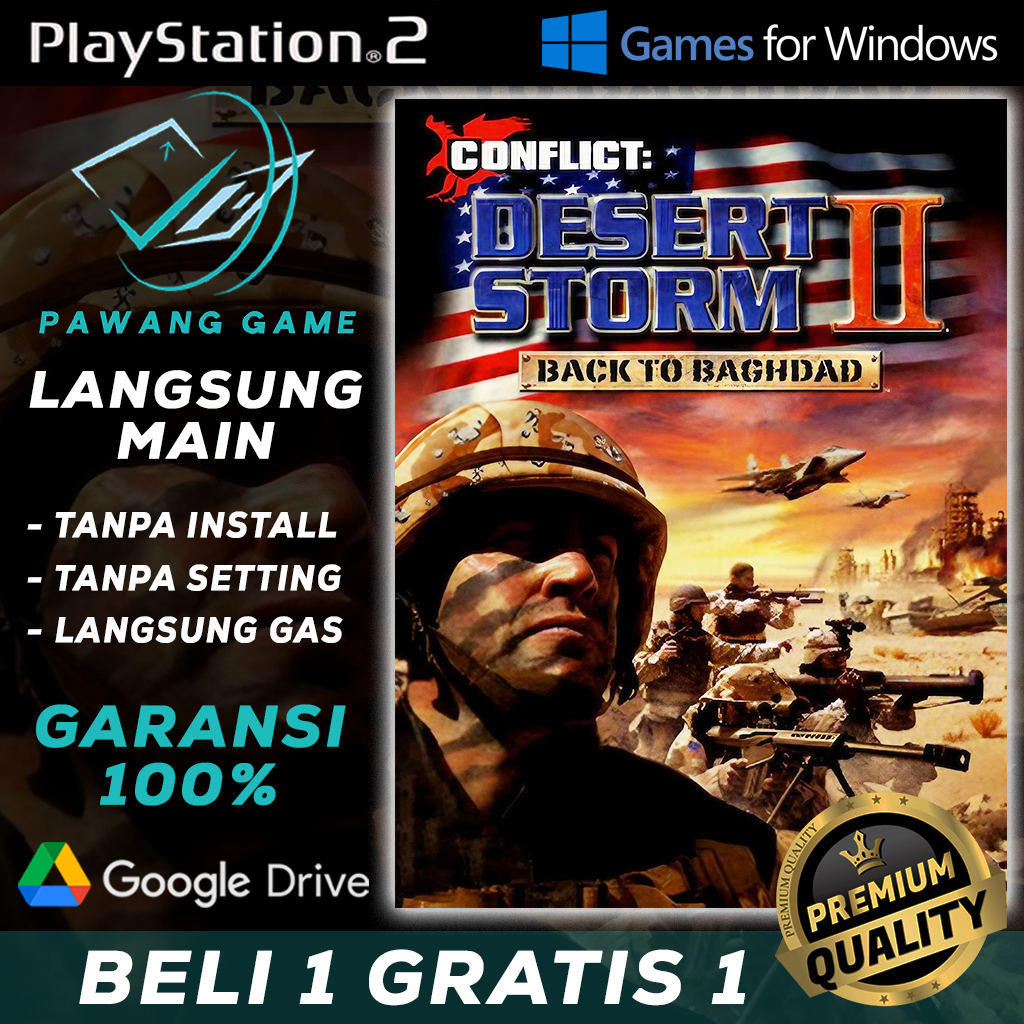 PlayStation®2
Games for Windows
PAWANG GAME
LANGSUNG
MAIN
- TANPA INSTALL
- TANPA SETTING
- LANGSUNG GAS
GARANSI
100%
Google Drive
CONFLICT:
DESERT
STORM II
BACK TO BAGHDAD
PREMIUM QUALITY
PREMIUM
QUALITY
BELI 1 GRATIS 1